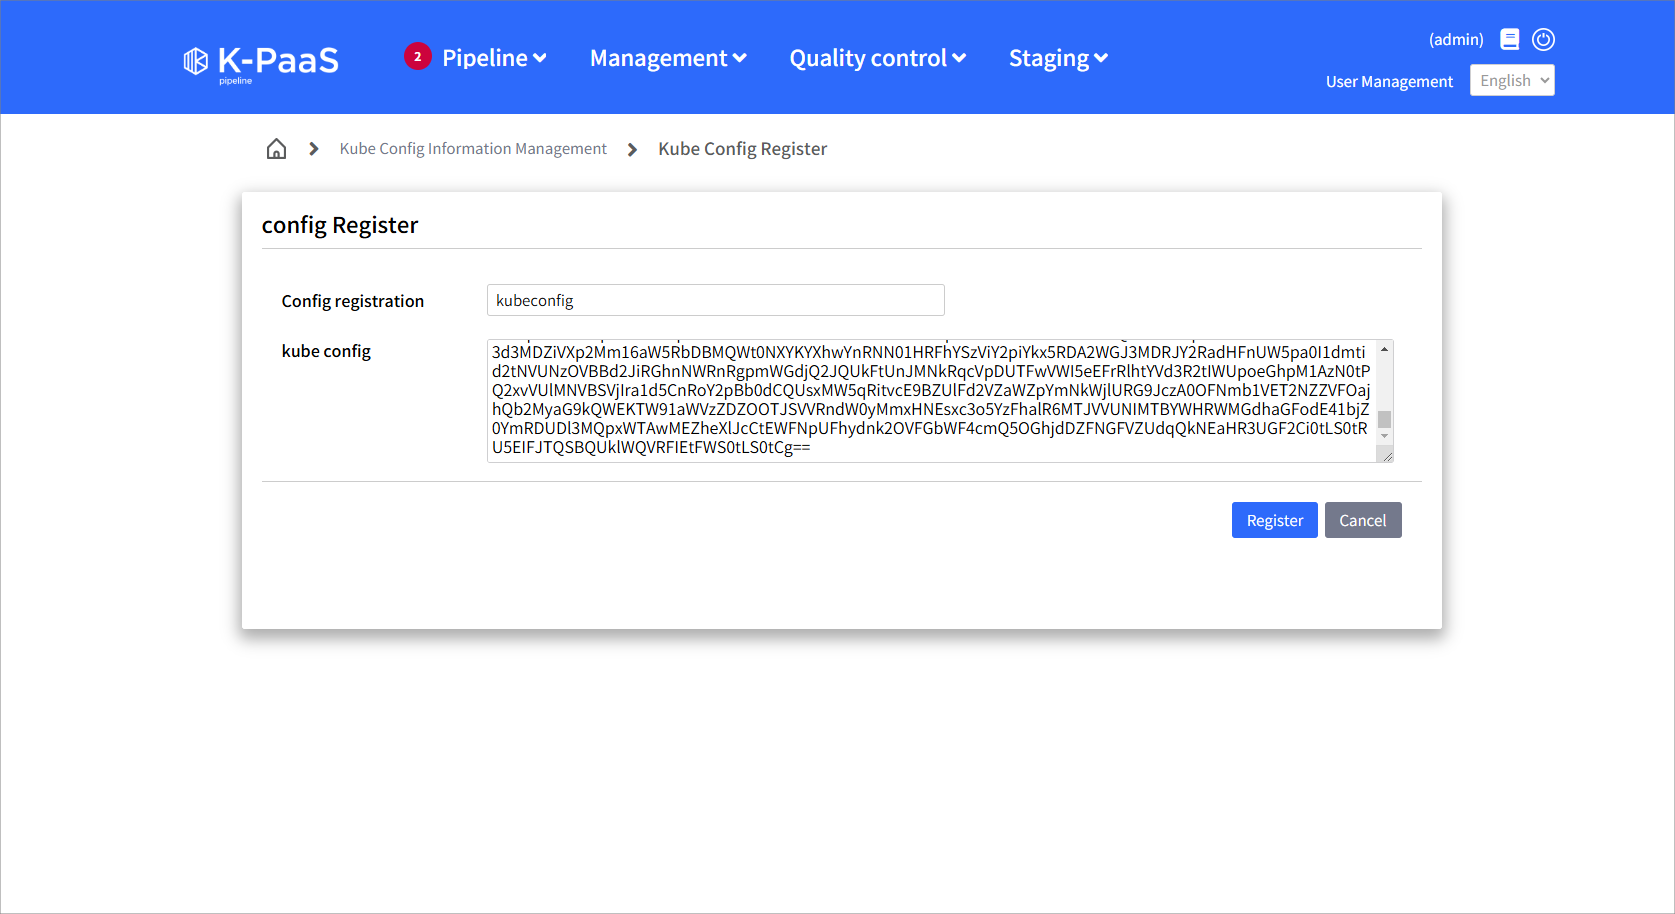 K-PaaS
pipeline
2
Pipeline
Management
Quality control
Staging
(admin)
User Management
English
Kube Config Information Management
Kube Config Register
config Register
Config registration
kubeconfig
kube config
3d3MDZiVXp2Mm16aW5RbDBMQWt0NXYKYXhwYnRNN01HRFhYSzViY2piYkx5RDA2WGJ3MDRJY2RadHFnUW5pa0I1dmti
d2tNVUNzOVBBd2JiRGhnNWRnRgpmWGdjQ2JQUkFtUnJMNkRqcVpDUTFwVWI5eEFrRlhtYVd3R2tIWUpoeGhpM1AzN0tP
Q2xvVUlMNVBSVjIra1d5CnRoY2pBb0dCQUsxMW5qRitvcE9BZUlFd2VZaWZpYmNkWjlURG9JczA0OFNmb1VET2NZZVFOaj
hQb2MyaG9kQWEKTW91aWVzZDZOOTJSVVRndW0yMmxHNEsxc3o5YzFhalR6MTJVVUNIMTBYWHRWMGdhaGFodE41bjZ
0YmRDUDl3MQpxWTAwMEZheXlJcCtEWFNpUFhydnk2OVFGbWF4cmQ5OGhjdDZFNGFVZUdqQkNEaHR3UGF2Ci0tLS0tR
U5EIFJTQSBQUklWQVRFIEtFWS0tLS0tCg==
Register
Cancel